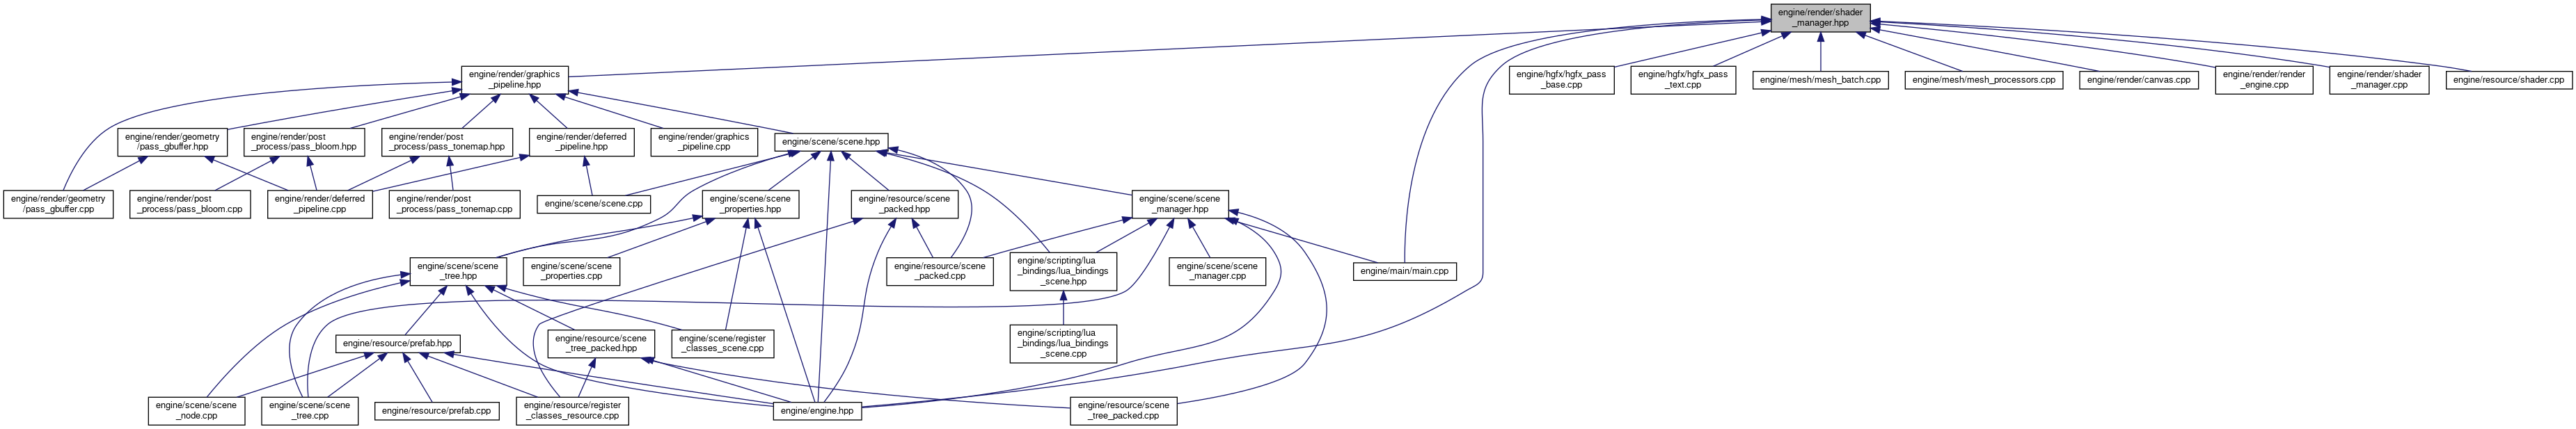 engine/render/shader
_manager.hpp
engine/render/graphics
_pipeline.hpp
engine/hgfx/hgfx_pass
_base.cpp
engine/hgfx/hgfx_pass
_text.cpp
engine/mesh/mesh_batch.cpp
engine/mesh/mesh_processors.cpp
engine/render/canvas.cpp
engine/render/render
_engine.cpp
engine/render/shader
_manager.cpp
engine/resource/shader.cpp
engine/render/geometry
/pass_gbuffer.hpp
engine/render/post
_process/pass_bloom.hpp
engine/render/post
_process/pass_tonemap.hpp
engine/render/deferred
_pipeline.hpp
engine/render/graphics
_pipeline.cpp
engine/scene/scene.hpp
engine/render/geometry
/pass_gbuffer.cpp
engine/render/post
_process/pass_bloom.cpp
engine/render/deferred
_pipeline.cpp
engine/render/post
_process/pass_tonemap.cpp
engine/scene/scene.cpp
engine/scene/scene
_properties.hpp
engine/resource/scene
_packed.hpp
engine/scene/scene
_manager.hpp
engine/scene/scene
_tree.hpp
engine/scene/scene
_properties.cpp
engine/resource/scene
_packed.cpp
engine/scripting/lua
_bindings/lua_bindings
_scene.hpp
engine/scene/scene
_manager.cpp
engine/main/main.cpp
engine/resource/prefab.hpp
engine/resource/scene
_tree_packed.hpp
engine/scene/register
_classes_scene.cpp
engine/scripting/lua
_bindings/lua_bindings
_scene.cpp
engine/scene/scene
_node.cpp
engine/scene/scene
_tree.cpp
engine/resource/prefab.cpp
engine/resource/register
_classes_resource.cpp
engine/engine.hpp
engine/resource/scene
_tree_packed.cpp